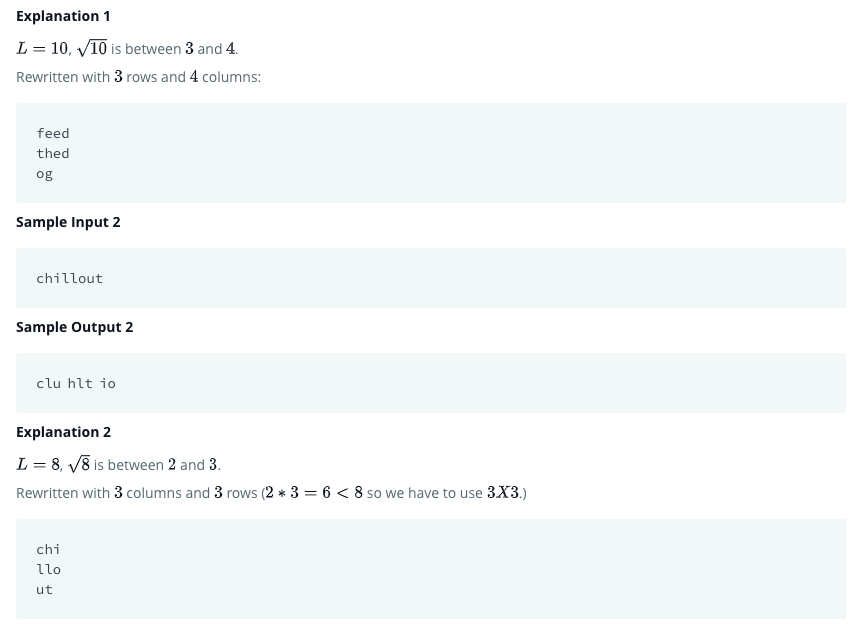 Explanation 1
L = 10, √10 is between 3 and 4.
Rewritten with 3 rows and 4 columns:
feed
thed
og
Sample Input 2
chillout
Sample Output 2
clu hlt io
Explanation 2
L = 8, √8 is between 2 and 3.
Rewritten with 3 columns and 3 rows (2 * 3 = 6 < 8 so we have to use 3X3.)
chi
llo
ut